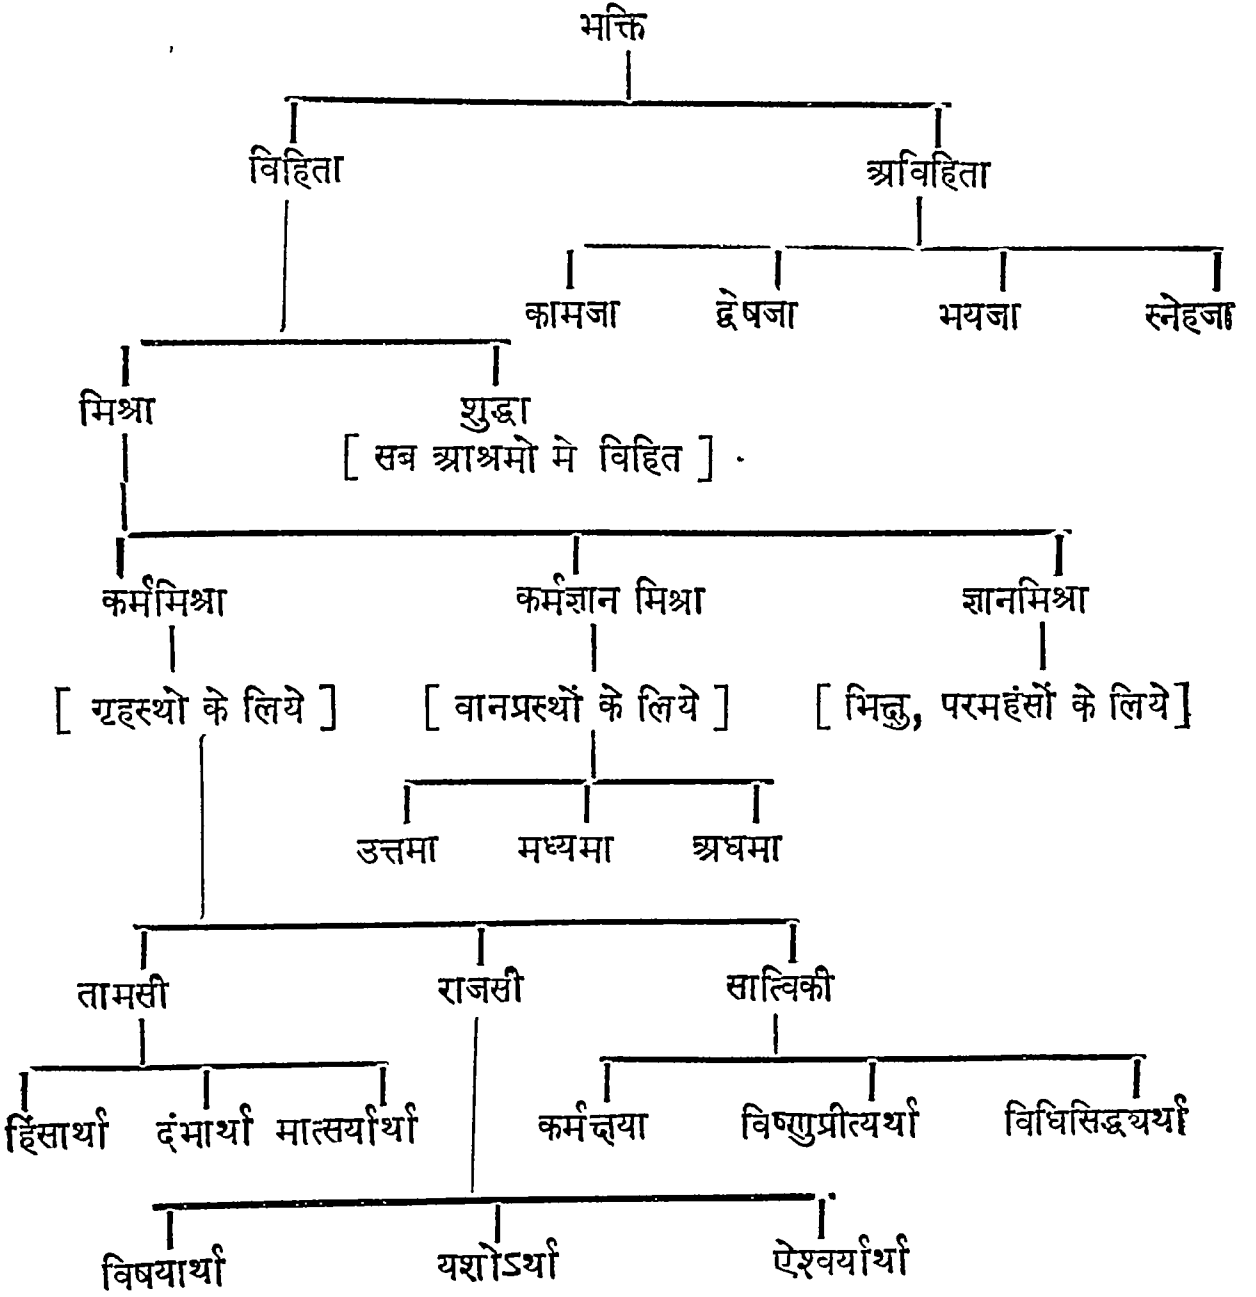 भक्ति
विहिता अविहिता
कामजा द्वेषजा भयजा स्नेहजा
मिश्रा शुद्धा
[ सब आश्रमो मे विहित ]
कर्ममिश्रा कर्मज्ञान मिश्रा ज्ञानमिश्रा
[ गृहस्थो के लिये ] [ वानप्रस्थों के लिये ] [ भिक्षु, परमहंसों के लिये ]
उत्तमा मध्यमा अधमा
तामसी राजसी सात्विकी
हिंसार्था दंभार्था मात्सर्यार्था कर्मक्षया विष्णुप्रीत्यर्था विधिसिद्ध्यर्था
विषयार्था यशोऽर्था ऐश्वर्यार्था